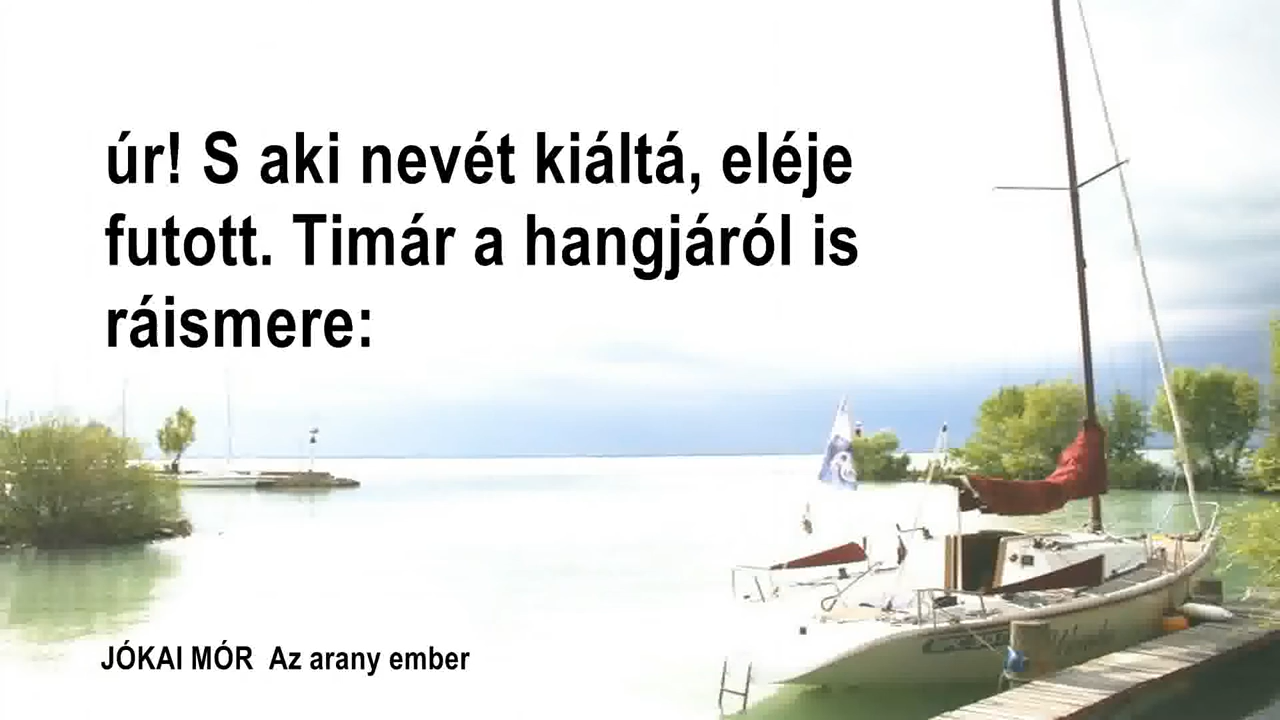 úr! S aki nevét kiáltá, eléje
futott. Timár a hangjáról is
ráismere:
JÓKAI MÓR  Az arany ember